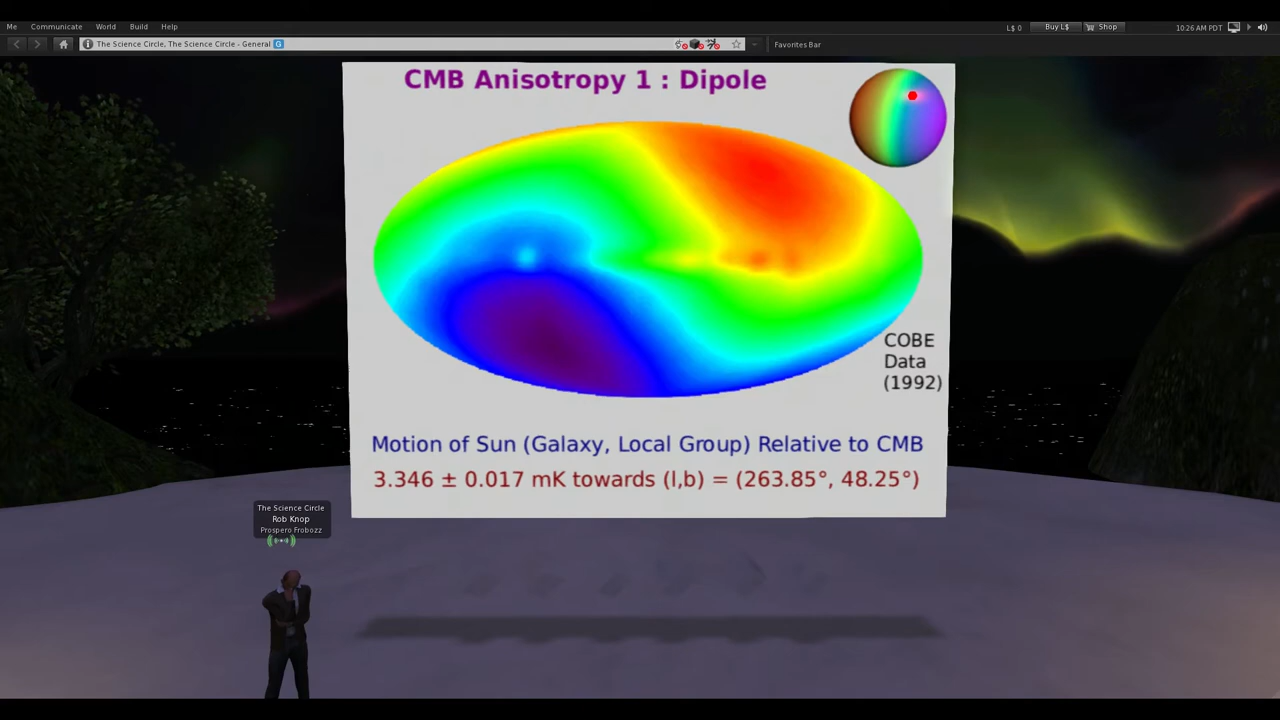 Me Communicate World Build Help L$ 0 Buy L$ Shop 10:26 AM PDT
The Science Circle, The Science Circle - General G Favorites Bar
CMB Anisotropy 1 : Dipole
COBE
Data
(1992)
Motion of Sun (Galaxy, Local Group) Relative to CMB
3.346 ± 0.017 mK towards (l,b) = (263.85°, 48.25°)
The Science Circle
Rob Knop
Prospero Frobozz